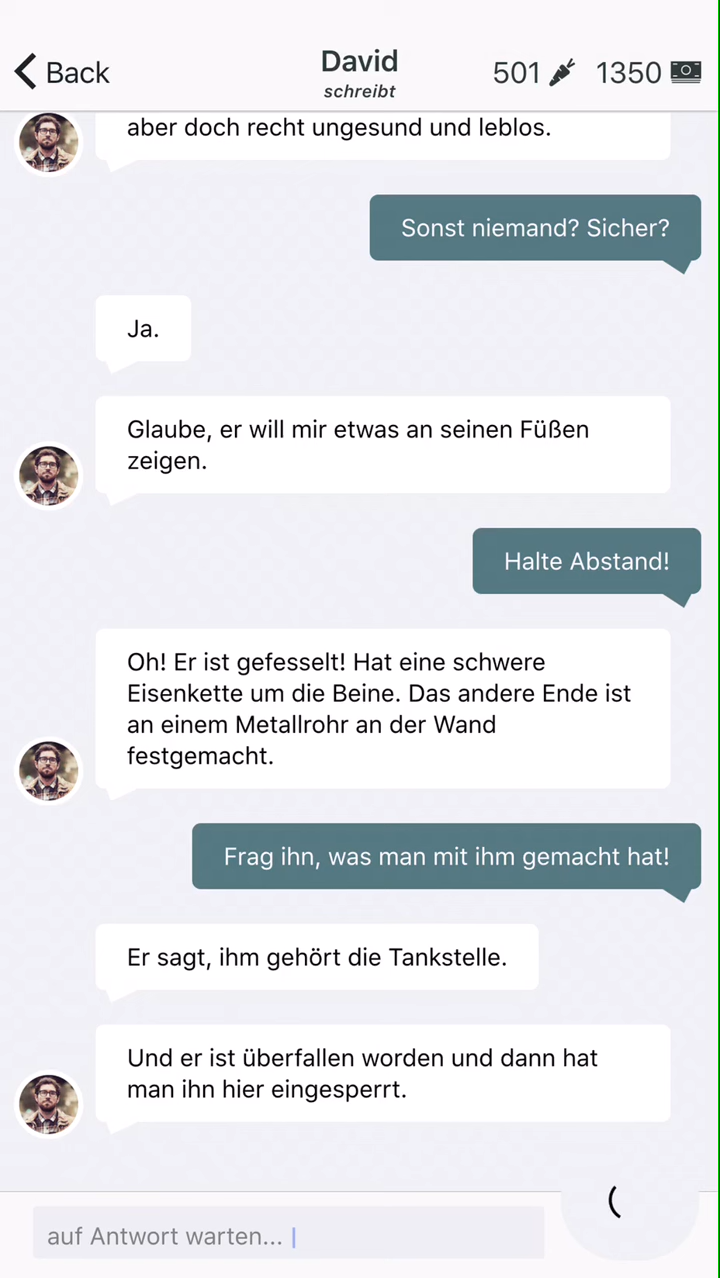 Back
David
501
1350
schreibt
aber doch recht ungesund und leblos.
Sonst niemand? Sicher?
Ja.
Glaube, er will mir etwas an seinen Füßen
zeigen.
Halte Abstand!
Oh! Er ist gefesselt! Hat eine schwere
Eisenkette um die Beine. Das andere Ende ist
an einem Metallrohr an der Wand
festgemacht.
Frag ihn, was man mit ihm gemacht hat!
Er sagt, ihm gehört die Tankstelle.
Und er ist überfallen worden und dann hat
man ihn hier eingesperrt.
auf Antwort warten...